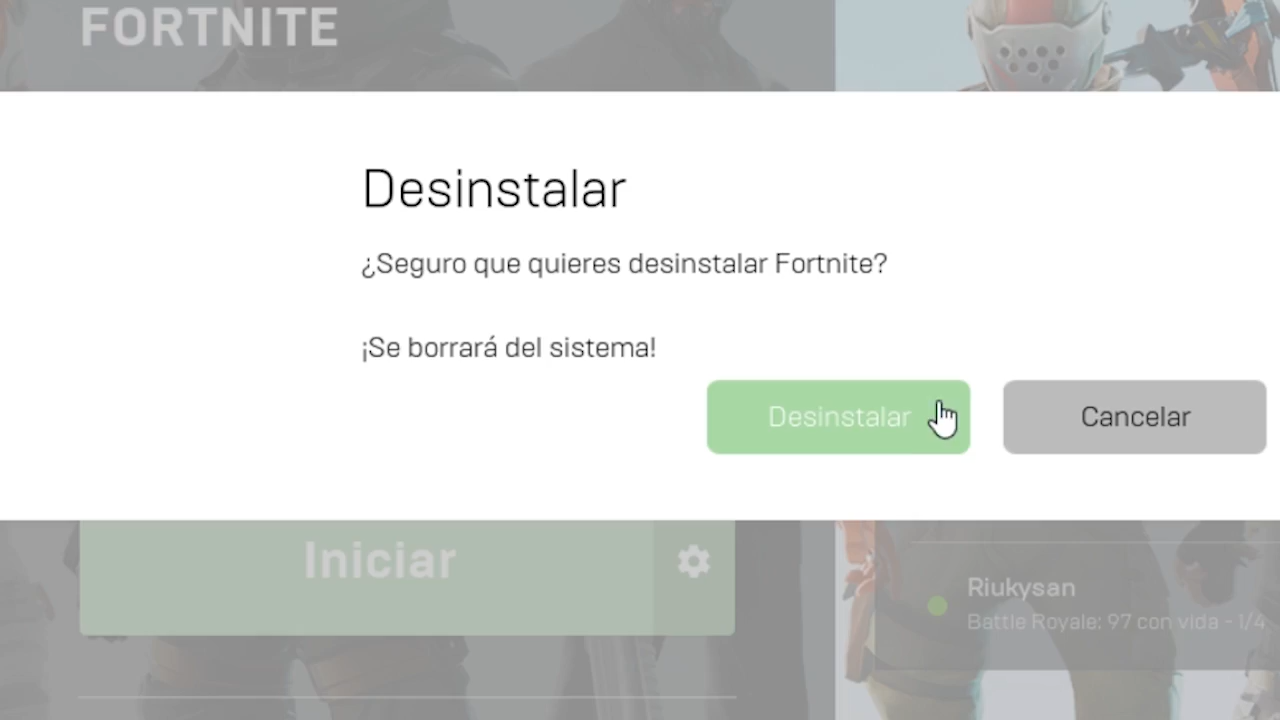 FORTNITE
Desinstalar
¿Seguro que quieres desinstalar Fortnite?
¡Se borrará del sistema!
Desinstalar
Cancelar
Iniciar
Riukysan
Battle Royale: 97 con vida - 1/4